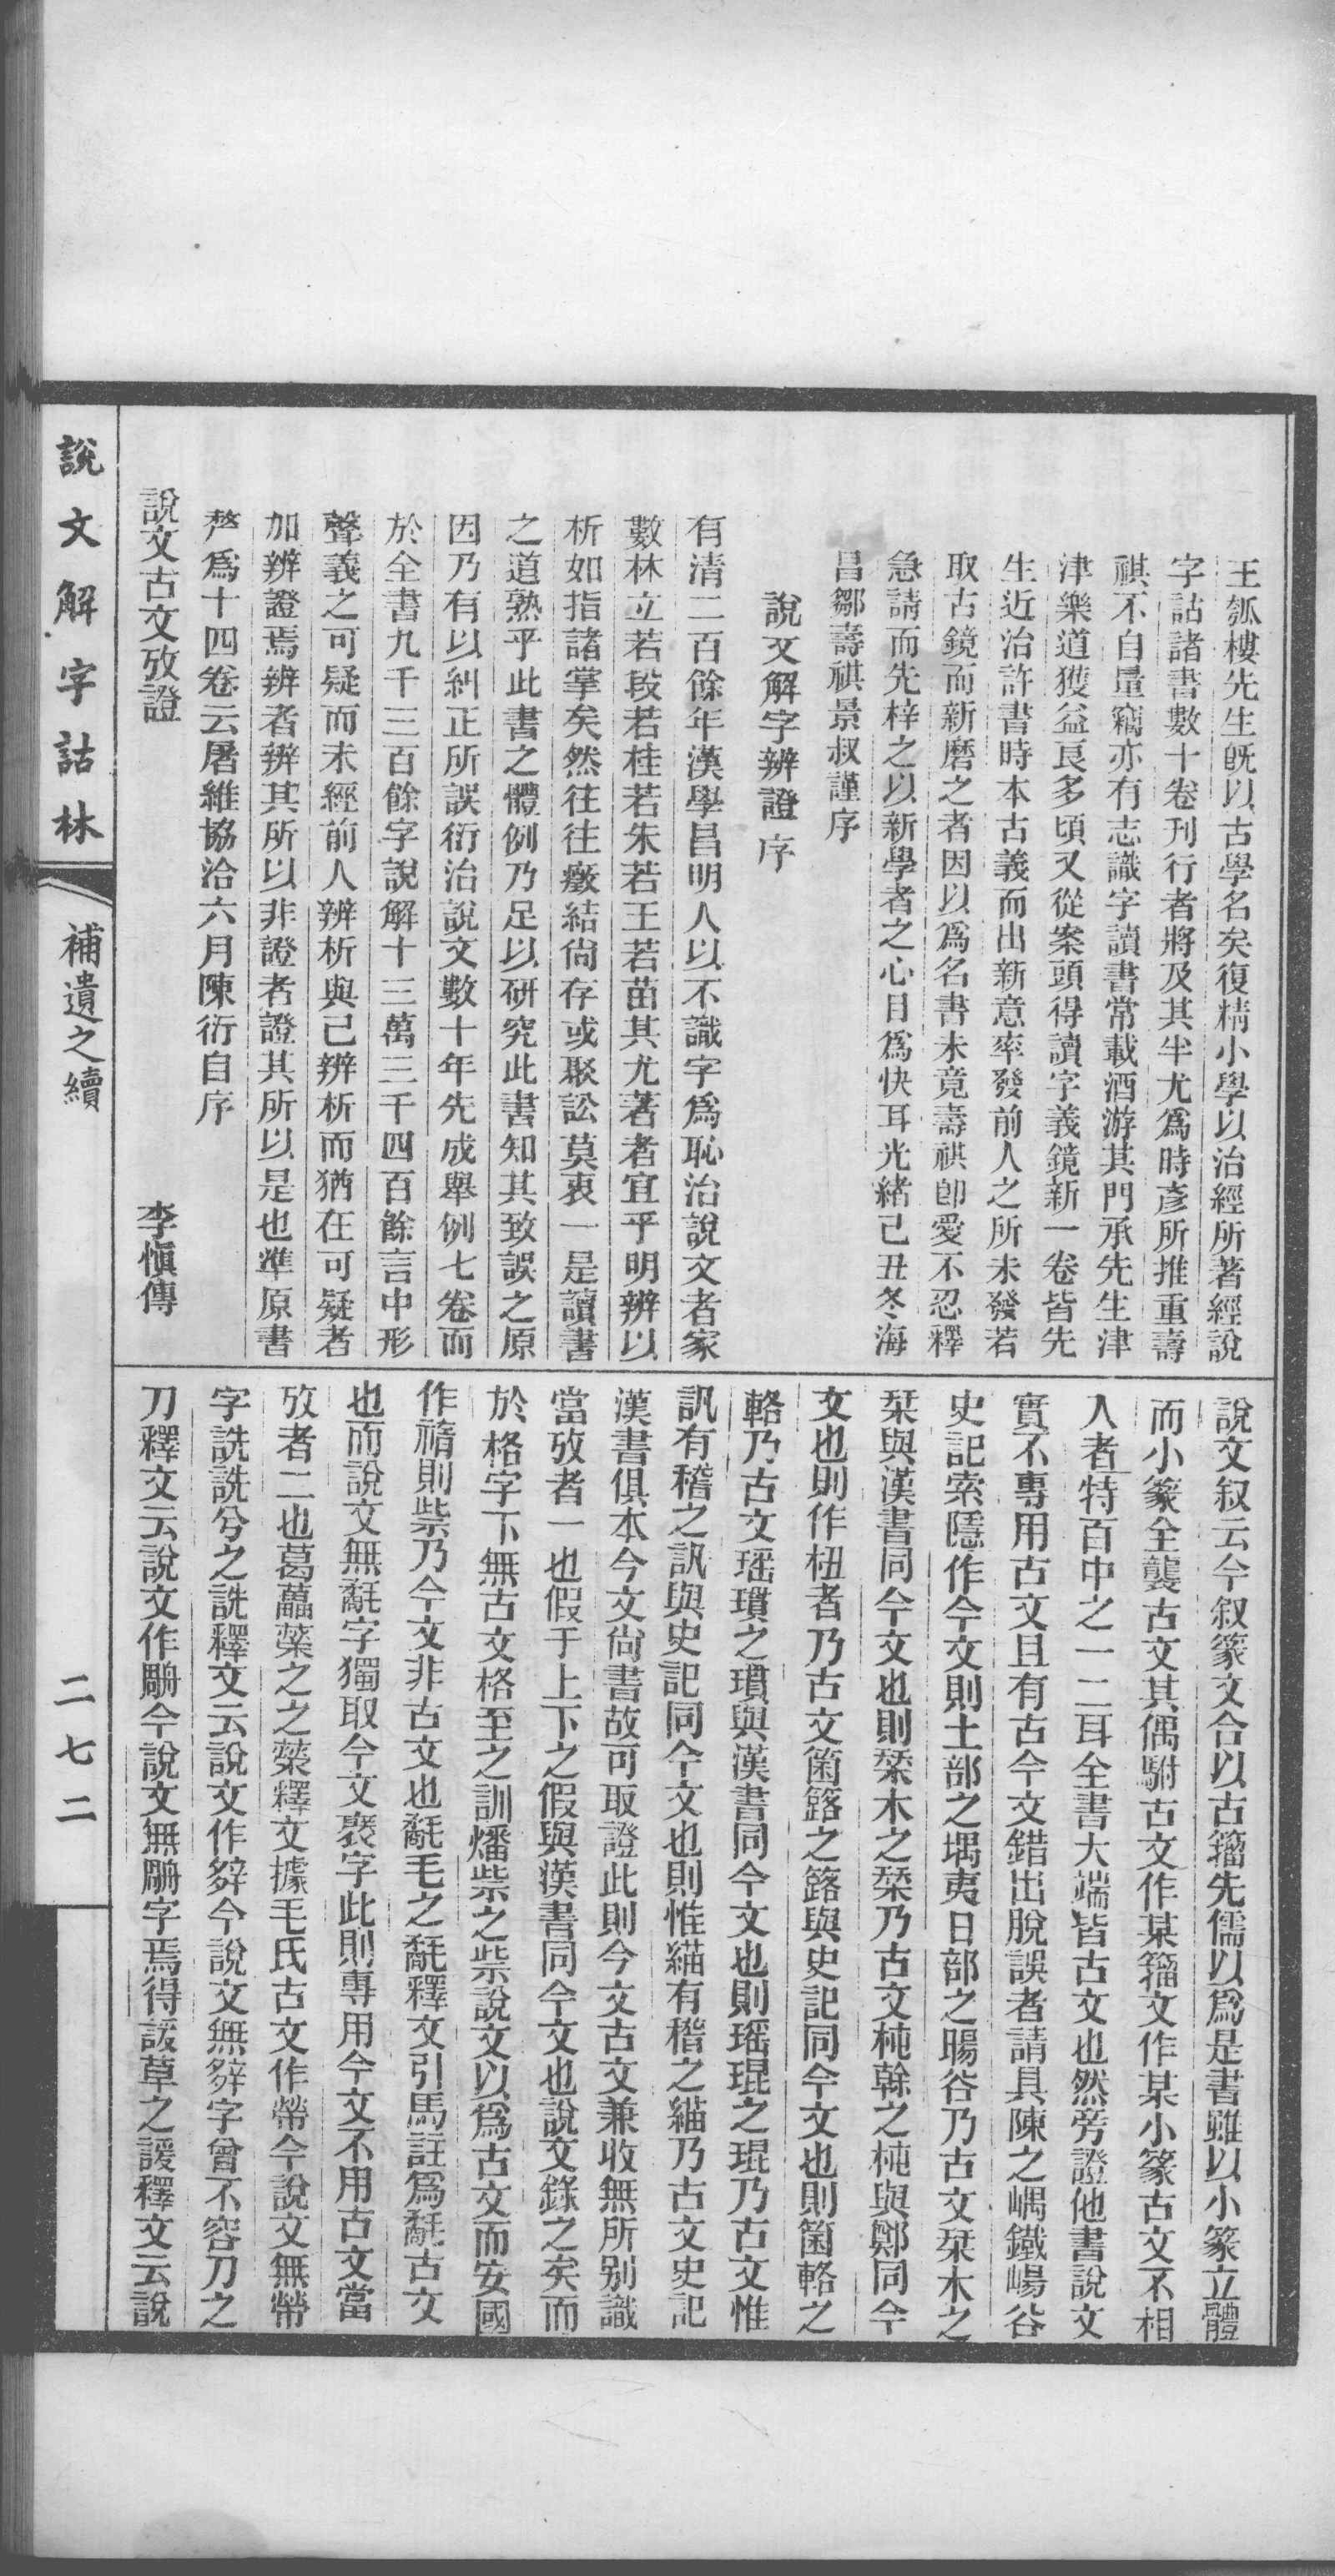 王瓠樓先生旣以古學名矣復精小學以治經所著經說
字詁諸書數十卷刊行者將及其半尤爲時彥所推重壽
祺不自量竊亦有志識字讀書常載酒游其門承先生津
津樂道獲益良多頃又從案頭得讀字義鏡新一卷皆先
生近治許書時本古義而出新意率發前人之所未發若
取古鏡而新磨之者因以爲名書未竟壽祺卽愛不忍釋
急請而先梓之以新學者之心目爲快耳光緒己丑冬海
昌鄒壽祺景叔謹序
說文解字辨證序
有清二百餘年漢學昌明人以不識字爲恥治說文者家
數林立若段若桂若朱若王若苗其尤著者宜乎明辨以
析如指諸掌矣然往往癥結尙存或聚訟莫衷一是讀書
之道熟乎此書之體例乃足以研究此書知其致誤之原
因乃有以糾正所誤衍治說文數十年先成舉例七卷而
於全書九千三百餘字說解十三萬三千四百餘言中形
聲義之可疑而未經前人辨析與已辨析而猶在可疑者
加辨證焉辨者辨其所以非證者證其所以是也準原書
爲十四卷云屠維協洽六月陳衍自序
說文古文攷證
李愼傳
說文叙云今叙篆文合以古籀先儒以爲是書雖以小篆立體
而小篆全襲古文其偶駙古文作某籀文作某小篆古文不相
入者特百中之一二耳全書大端皆古文也然旁證他書說文
實不專用古文且有古今文錯出脫誤者請具陳之嵎鐵崵谷
史記索隱作今文則土部之堣夷日部之暘谷乃古文栞木之
栞與漢書同今文也則琹木之琹乃古文杶榦之杶與鄭同今
文也則作杻者乃古文箘簬之簬與史記同今文也則箘輅之
輅乃古文瑶瓄之瓄與漢書同今文也則瑶琨之琨乃古文惟
訊有稽之訊與史記同今文也則惟緢有稽之緢乃古文史記
漢書俱本今文尙書故可取證此則今文古文兼收無所别識
當攷者一也假于上下之假與漢書同今文也說文錄之矣而
於格字下無古文格至之訓燔祡之祡說文以爲古文而安國
作䄬則祡乃今文非古文也氄毛之氄釋文引馬註爲氄古文
也而說文無氄字獨取今文褎字此則專用今文不用古文當
攷者二也葛藟蘽之之蘽釋文據毛氏古文作縈今說文無縈
字詵詵兮之詵釋文云說文作㜪今說文無㜪字曾不容刀之
刀釋文云說文作䑠今說文無䑠字焉得諼草之諼釋文云說
說文解字詁林
補遺之續
二七二